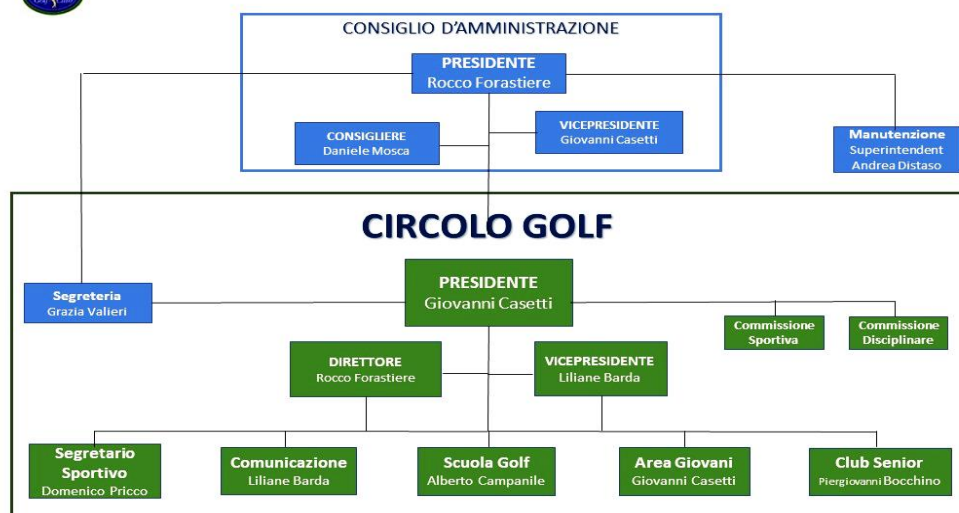 CONSIGLIO D'AMMINISTRAZIONE
PRESIDENTE
Rocco Forastiere
CONSIGLIERE
Daniele Mosca
VICEPRESIDENTE
Giovanni Casetti
Manutenzione
Superintendent
Andrea Distaso
CIRCOLO GOLF
PRESIDENTE
Giovanni Casetti
Segreteria
Grazia Valieri
Commissione
Sportiva
Commissione
Disciplinare
DIRETTORE
Rocco Forastiere
VICEPRESIDENTE
Liliane Barda
Segretario
Sportivo
Domenico Pricco
Comunicazione
Liliane Barda
Scuola Golf
Alberto Campanile
Area Giovani
Giovanni Casetti
Club Senior
Piergiovanni Bocchino